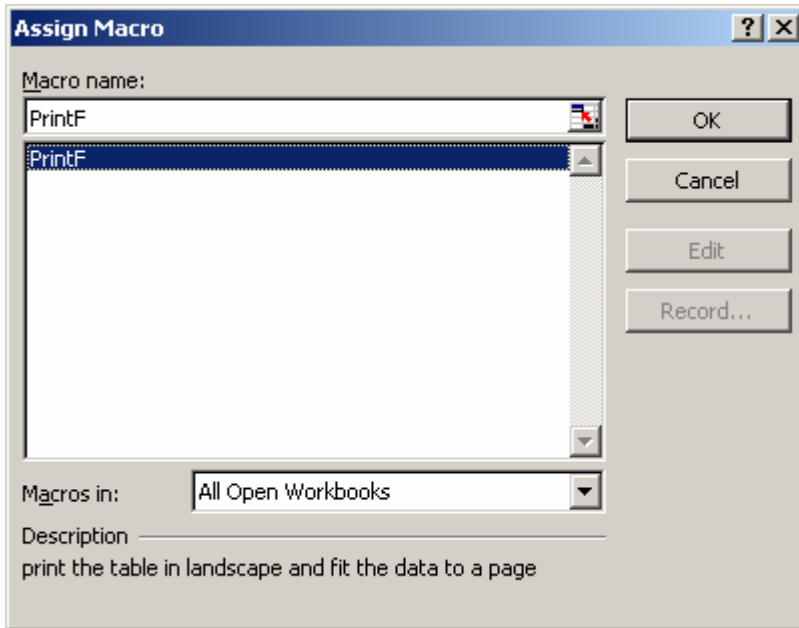 Assign Macro
Macro name:
PrintF
OK
PrintF
Cancel
Edit
Record...
Macros in: All Open Workbooks
Description
print the table in landscape and fit the data to a page